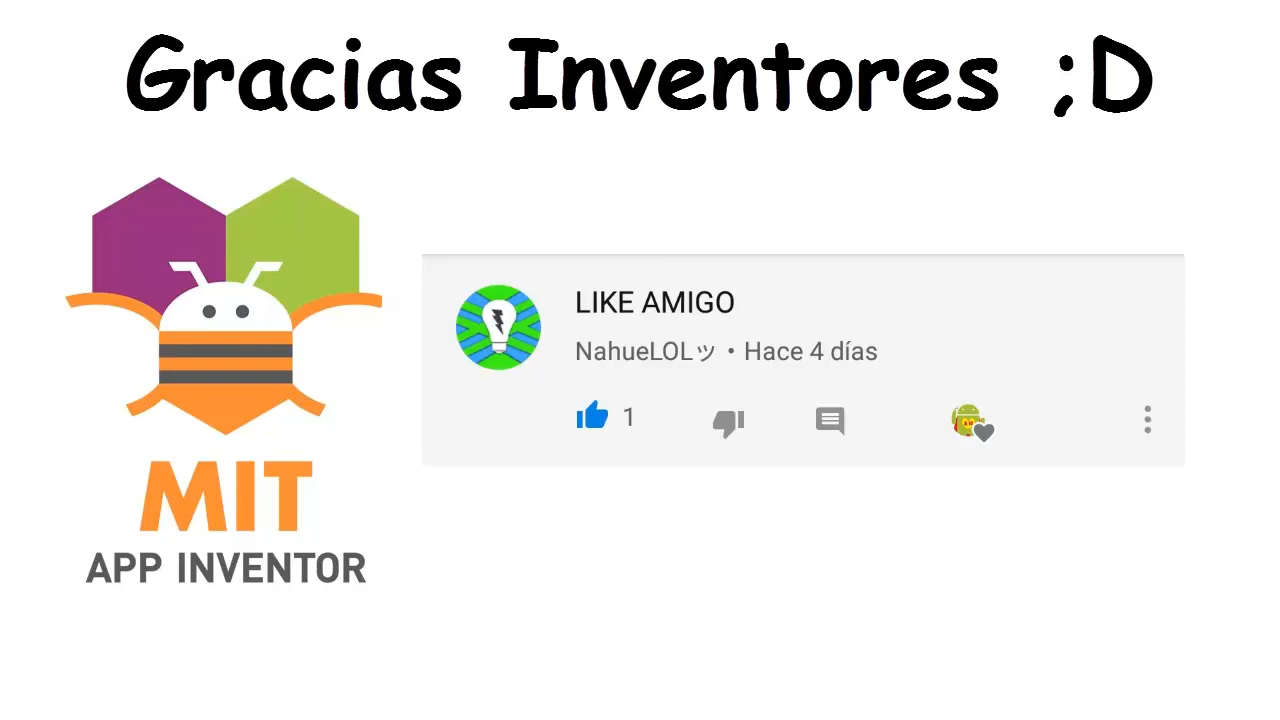 Gracias Inventores ;D
LIKE AMIGO
NahueLOLッ • Hace 4 días
1
MIT
APP INVENTOR